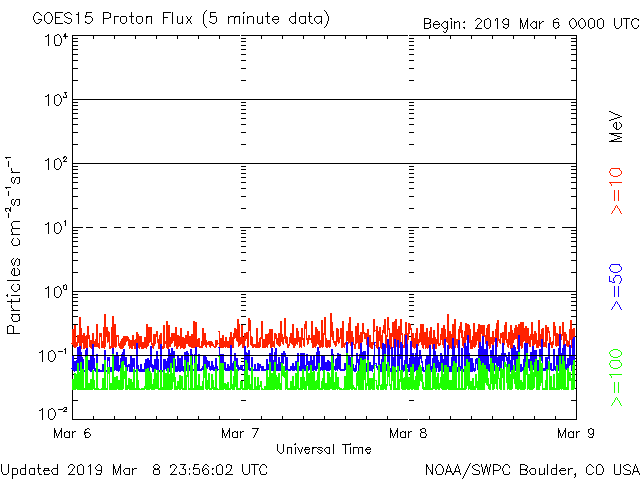 GOES15 Proton Flux (5 minute data)
Begin: 2019 Mar 6 0000 UTC
Particles cm⁻²s⁻¹sr⁻¹
10⁴
10³
10²
10¹
10⁰
10⁻¹
10⁻²
MeV
>=10
>=50
>=100
Mar 6 Mar 7 Mar 8 Mar 9
Universal Time
Updated 2019 Mar 8 23:56:02 UTC
NOAA/SWPC Boulder, CO USA